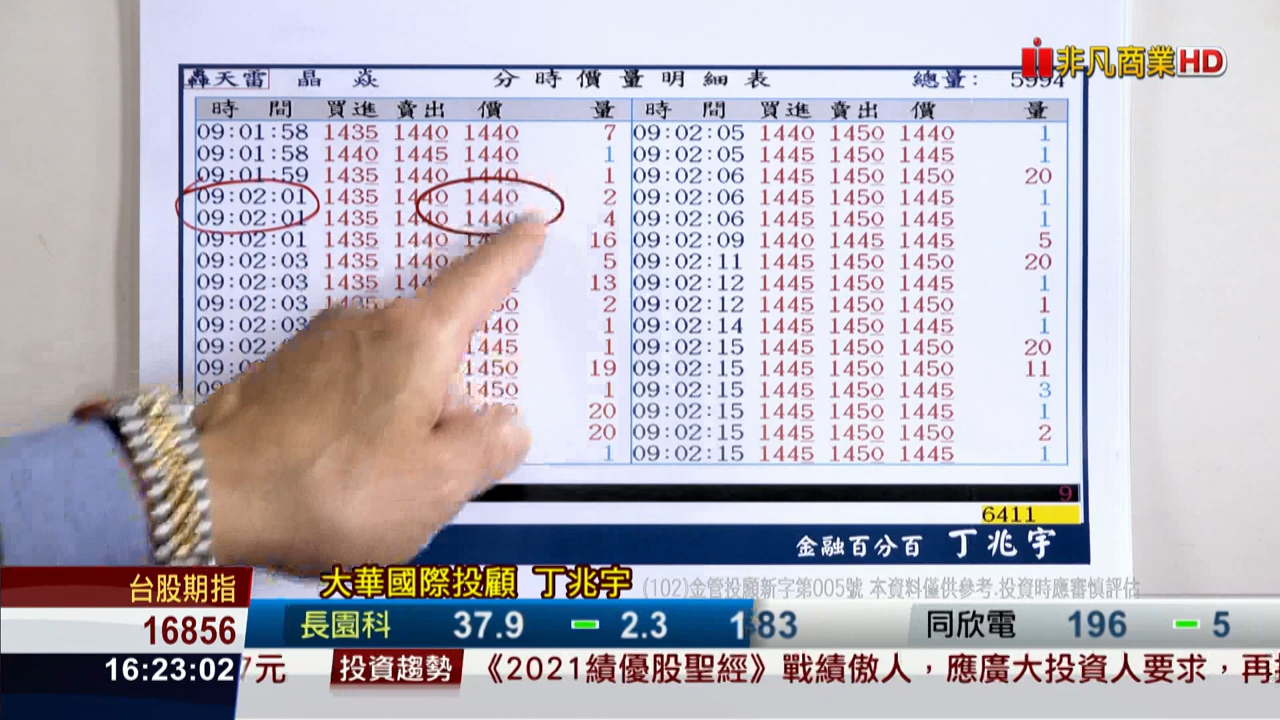 非凡商業HD
轟天雷 晶焱 分時價量明細表 總量: 5994
時間 買進 賣出 價 量 時間 買進 賣出 價 量
09:01:58 1435 1440 1440 7 09:02:05 1440 1450 1440 1
09:01:58 1440 1445 1440 1 09:02:05 1440 1450 1445 1
09:01:59 1435 1440 1440 1 09:02:06 1445 1450 1450 20
09:02:01 1435 1440 1440 2 09:02:06 1445 1450 1445 1
09:02:01 1435 1440 1440 4 09:02:06 1445 1450 1445 1
09:02:01 1435 1440 16 09:02:09 1440 1445 1445 5
09:02:03 1435 5 09:02:11 1445 1450 1450 20
09:02:03 1435 13 09:02:12 1445 1450 1445 1
09:02:03 2 09:02:12 1445 1450 1450 1
09:02:03 1 09:02:14 1445 1450 1445 1
1445 1 09:02:15 1445 1450 1450 20
1450 19 09:02:15 1445 1450 1450 11
1450 1 09:02:15 1445 1450 1445 3
20 09:02:15 1445 1450 1445 1
20 09:02:15 1445 1450 1450 2
1 09:02:15 1445 1450 1445 1
9
6411
金融百分百 丁兆宇
大華國際投顧 丁兆宇 (102)金管投顧新字第005號 本資料僅供參考.投資時應審慎評估
台股期指
16856
長園科 37.9 2.3 183 同欣電 196 5
16:23:02 7元 投資趨勢 《2021績優股聖經》戰績傲人，應廣大投資人要求，再